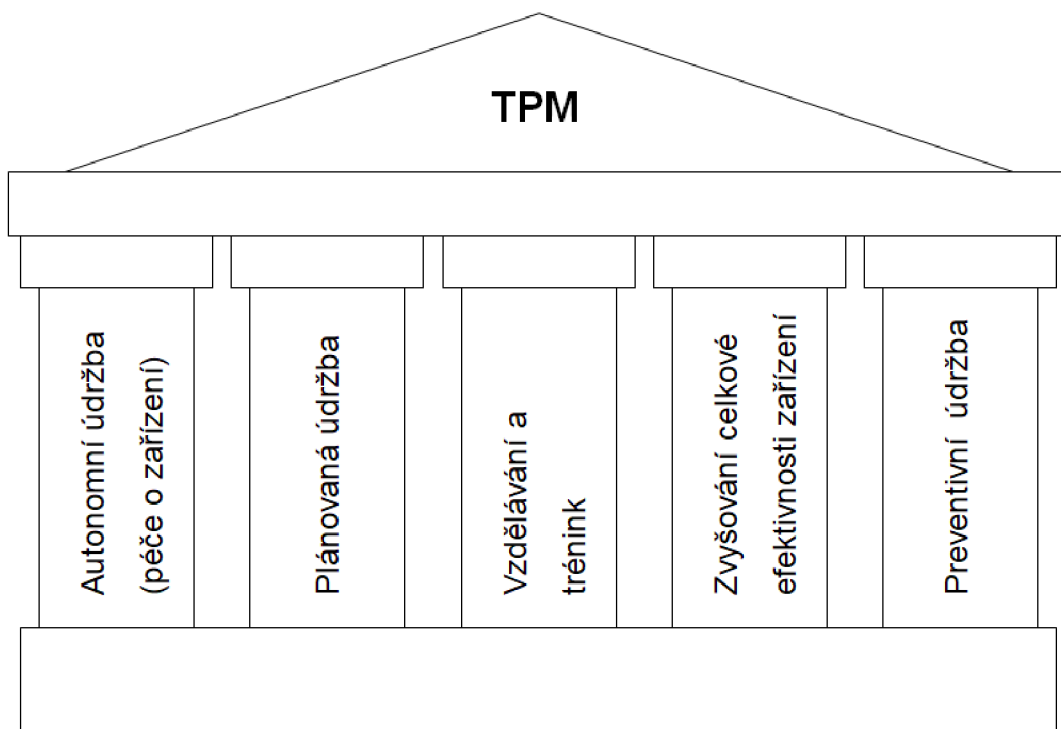 TPM
Autonomní údržba
(péče o zařízení)
Plánovaná údržba
Vzdělávání a
trénink
Zvyšování celkové
efektivnosti zařízení
Preventivní údržba